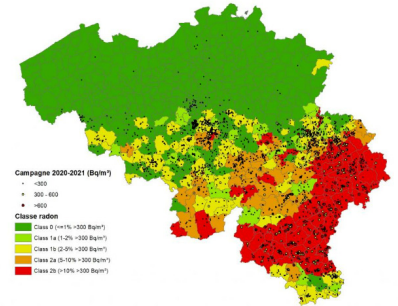 Campagne 2020-2021 (Bq/m³)
<300
300 - 600
>600
Classe radon
Class 0 (<=1% >300 Bq/m³)
Class 1a (1-2% >300 Bq/m³)
Class 1b (2-5% >300 Bq/m³)
Class 2a (5-10% >300 Bq/m³)
Class 2b (>10% >300 Bq/m³)